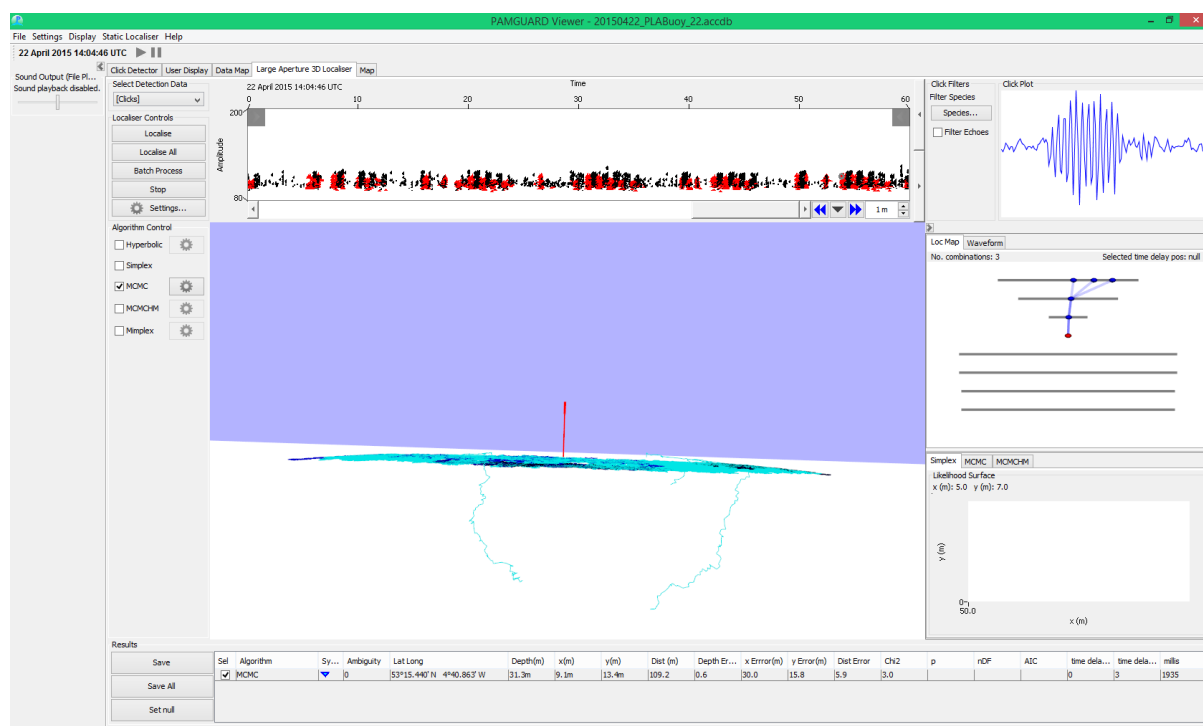 PAMGUARD Viewer - 20150422_PLABuoy_22.accdb
File Settings Display Static Localiser Help
22 April 2015 14:04:46 UTC
Sound Output (File Pl...
Sound playback disabled.
Click Detector User Display Data Map Large Aperture 3D Localiser Map
Select Detection Data
[Clicks]
Localiser Controls
Localise
Localise All
Batch Process
Stop
Settings...
Algorithm Control
Hyperbolic
Simplex
MCMC
MCMCHM
Mimplex
22 April 2015 14:04:46 UTC
Time
0 10 20 30 40 50 60
200
Amplitude
80
1 m
Click Filters
Filter Species
Species...
Filter Echoes
Click Plot
Loc Map Waveform
No. combinations: 3 Selected time delay pos: null
Simplex MCMC MCMCHM
Likelihood Surface
x (m): 5.0 y (m): 7.0
y (m)
0
50.0
x (m)
Results
Save
Save All
Set null
Sel Algorithm Sy... Ambiguity Lat Long Depth(m) x(m) y(m) Dist (m) Depth Er... x Errror(m) y Error(m) Dist Error Chi2 p nDF AIC time dela... time dela... millis
MCMC 0 53°15.440' N 4°40.863' W 31.3m 9.1m 13.4m 109.2 0.6 30.0 15.8 5.9 3.0 0 3 1935